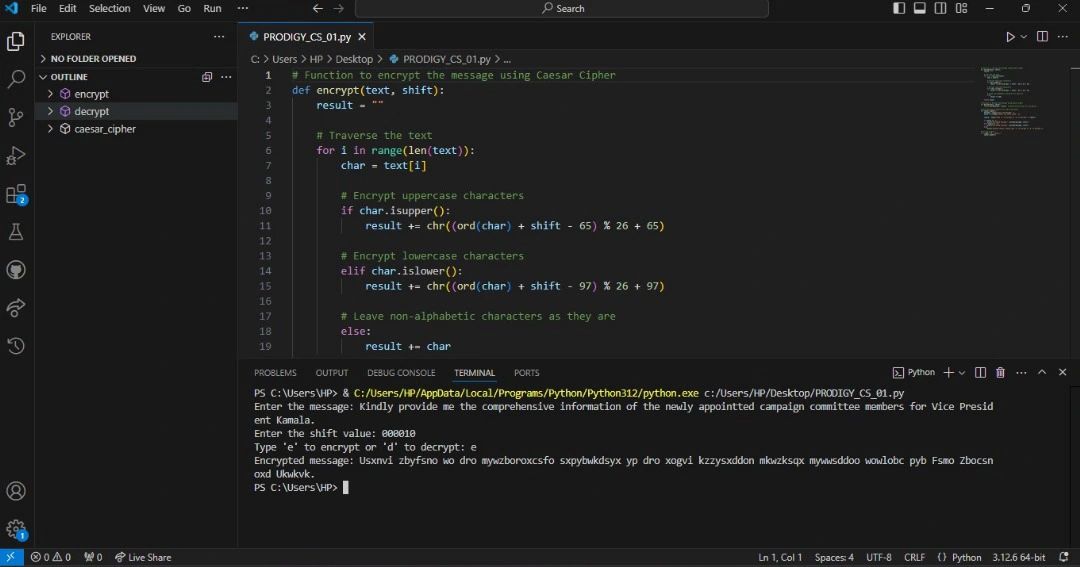 File Edit Selection View Go Run ··· Search
EXPLORER ···
NO FOLDER OPENED
OUTLINE ···
encrypt
decrypt
caesar_cipher
2
1
PRODIGY_CS_01.py
C: > Users > HP > Desktop > PRODIGY_CS_01.py > ...
1 # Function to encrypt the message using Caesar Cipher
2 def encrypt(text, shift):
3 result = ""
4
5 # Traverse the text
6 for i in range(len(text)):
7 char = text[i]
8
9 # Encrypt uppercase characters
10 if char.isupper():
11 result += chr((ord(char) + shift - 65) % 26 + 65)
12
13 # Encrypt lowercase characters
14 elif char.islower():
15 result += chr((ord(char) + shift - 97) % 26 + 97)
16
17 # Leave non-alphabetic characters as they are
18 else:
19 result += char
PROBLEMS OUTPUT DEBUG CONSOLE TERMINAL PORTS Python
PS C:\Users\HP> & C:/Users/HP/AppData/Local/Programs/Python/Python312/python.exe c:/Users/HP/Desktop/PRODIGY_CS_01.py
Enter the message: Kindly provide me the comprehensive information of the newly appointted campaign committee members for Vice Presid
ent Kamala.
Enter the shift value: 000010
Type 'e' to encrypt or 'd' to decrypt: e
Encrypted message: Usxnvi zbyfsno wo dro mywzboroxcsfo sxpybwkdsyx yp dro xogvi kzzysxddon mkwzksqx mywwsddoo wowlobc pyb Fsmo Zbocsn
oxd Ukwkvk.
PS C:\Users\HP>
0 0 0 Live Share Ln 1, Col 1 Spaces: 4 UTF-8 CRLF {} Python 3.12.6 64-bit